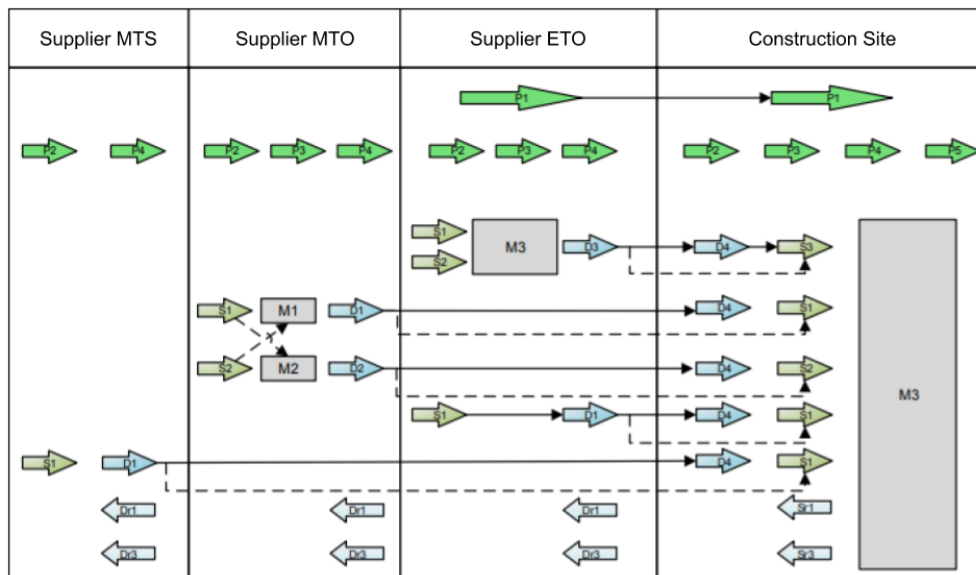 Supplier MTS Supplier MTO Supplier ETO Construction Site
P1 P1
P2 P4 P2 P3 P4 P2 P3 P4 P2 P3 P4 P5
S1
M3 D3 D4 S3
S2
S1 M1 D1 D4 S1
S2 M2 D2 D4 S2
M3
S1 D1 D4 S1
S1 D1 D4 S1
Dr1 Dr1 Dr1 Sr1
Dr3 Dr3 Dr3 Sr3